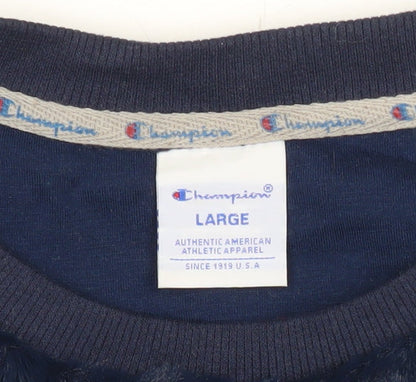 Champion Champion Champion Champion
Champion®
LARGE
AUTHENTIC AMERICAN
ATHLETIC APPAREL
SINCE 1919 U.S.A